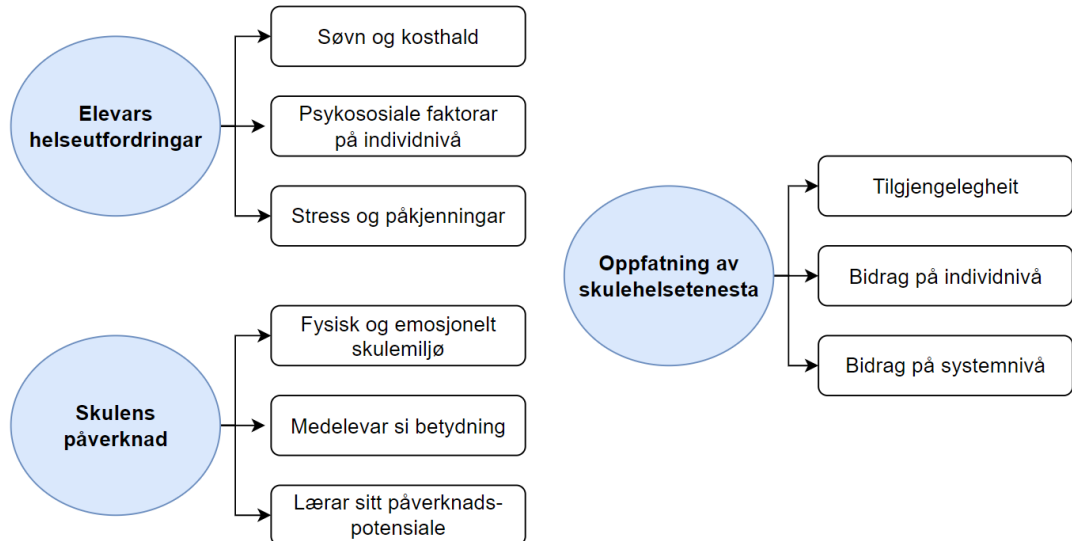 Elevars
helseutfordringar
Søvn og kosthald
Psykososiale faktorar
på individnivå
Stress og påkjenningar
Skulens
påverknad
Fysisk og emosjonelt
skulemiljø
Medelevar si betydning
Lærar sitt påverknads-
potensiale
Oppfatning av
skulehelsetenesta
Tilgjengelegheit
Bidrag på individnivå
Bidrag på systemnivå